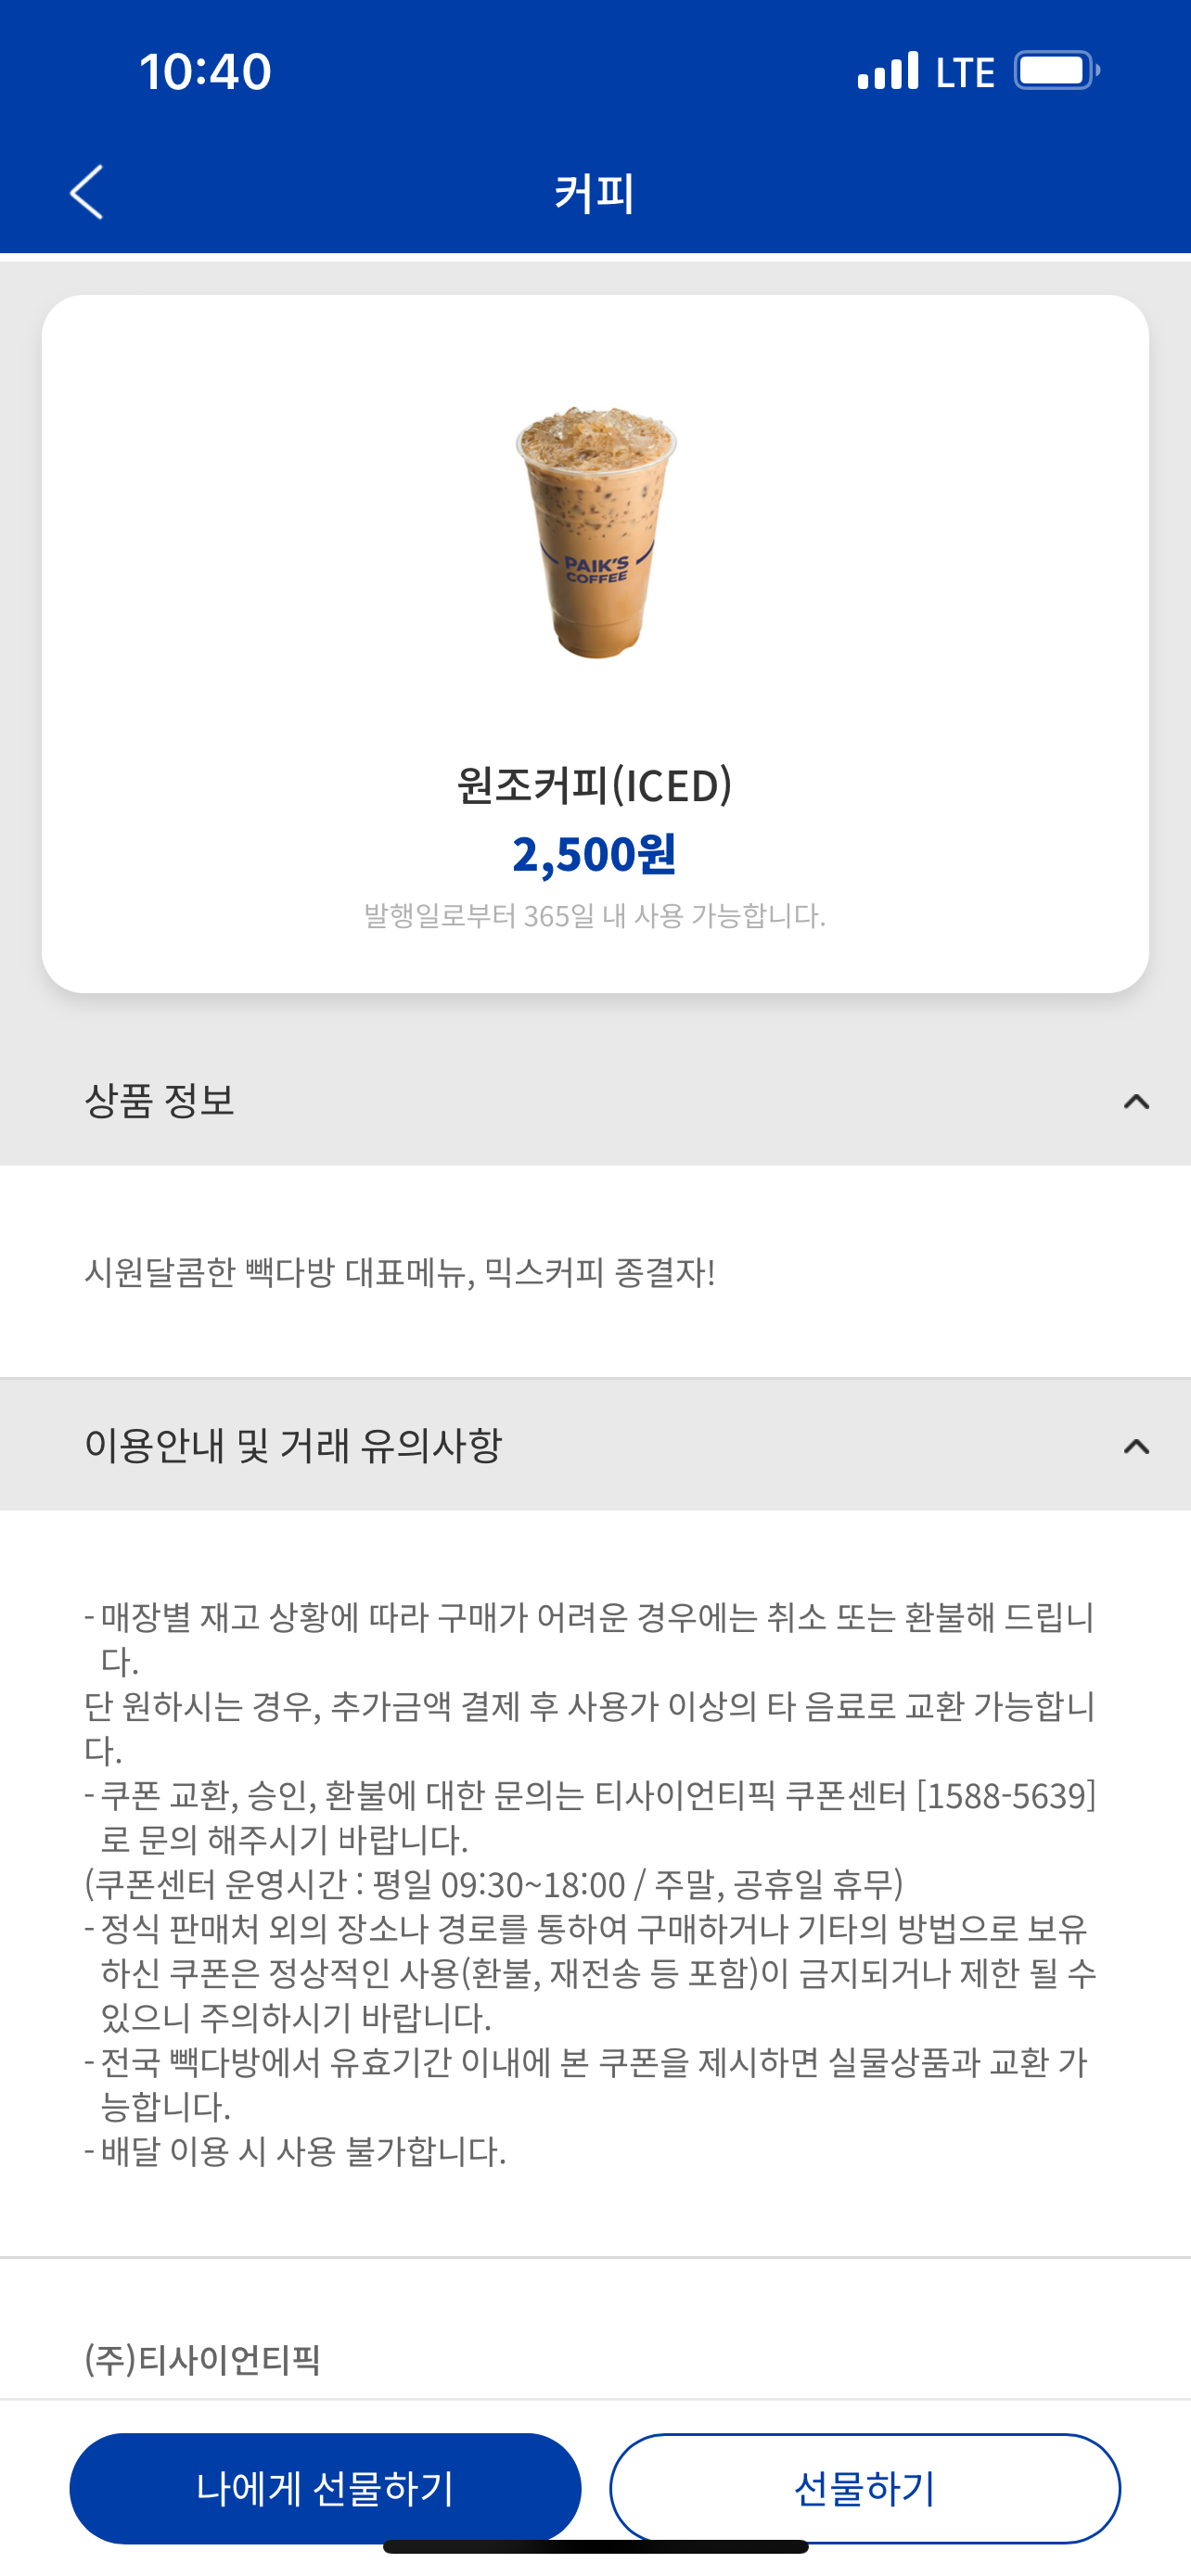 10:40
LTE
커피
PAIK'S
COFFEE
원조커피(ICED)
2,500원
발행일로부터 365일 내 사용 가능합니다.
상품 정보
시원달콤한 빽다방 대표메뉴, 믹스커피 종결자!
이용안내 및 거래 유의사항
- 매장별 재고 상황에 따라 구매가 어려운 경우에는 취소 또는 환불해 드립니
다.
단 원하시는 경우, 추가금액 결제 후 사용가 이상의 타 음료로 교환 가능합니
다.
- 쿠폰 교환, 승인, 환불에 대한 문의는 티사이언티픽 쿠폰센터 [1588-5639]
로 문의 해주시기 바랍니다.
(쿠폰센터 운영시간 : 평일 09:30~18:00 / 주말, 공휴일 휴무)
- 정식 판매처 외의 장소나 경로를 통하여 구매하거나 기타의 방법으로 보유
하신 쿠폰은 정상적인 사용(환불, 재전송 등 포함)이 금지되거나 제한 될 수
있으니 주의하시기 바랍니다.
- 전국 빽다방에서 유효기간 이내에 본 쿠폰을 제시하면 실물상품과 교환 가
능합니다.
- 배달 이용 시 사용 불가합니다.
(주)티사이언티픽
나에게 선물하기
선물하기